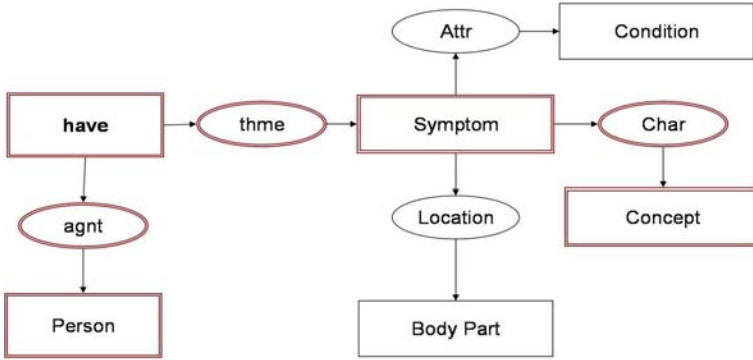 Attr
Condition
have
thme
Symptom
Char
agnt
Location
Concept
Person
Body Part